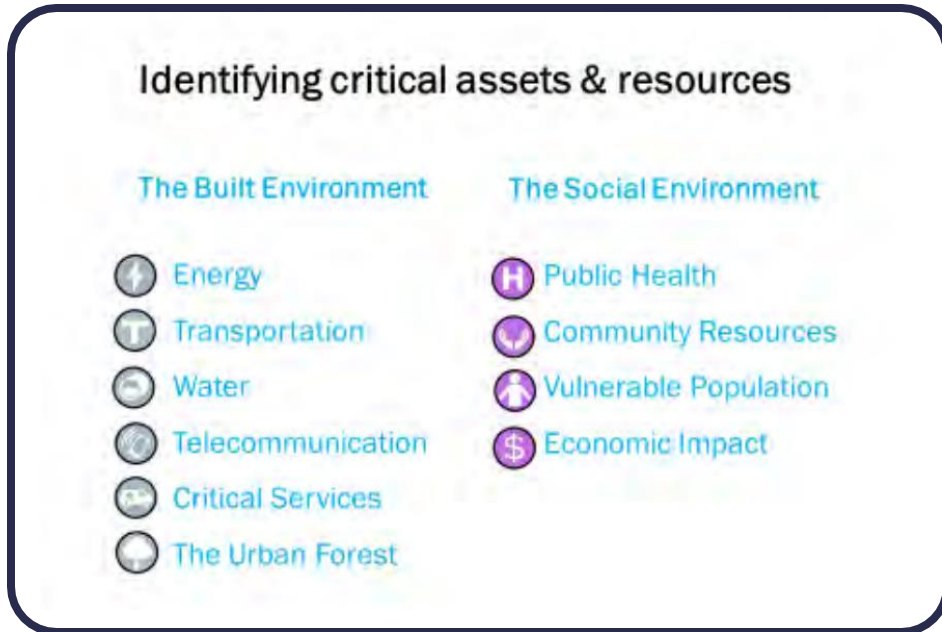 Identifying critical assets & resources
The Built Environment
Energy
Transportation
Water
Telecommunication
Critical Services
The Urban Forest
The Social Environment
H Public Health
Community Resources
Vulnerable Population
$ Economic Impact